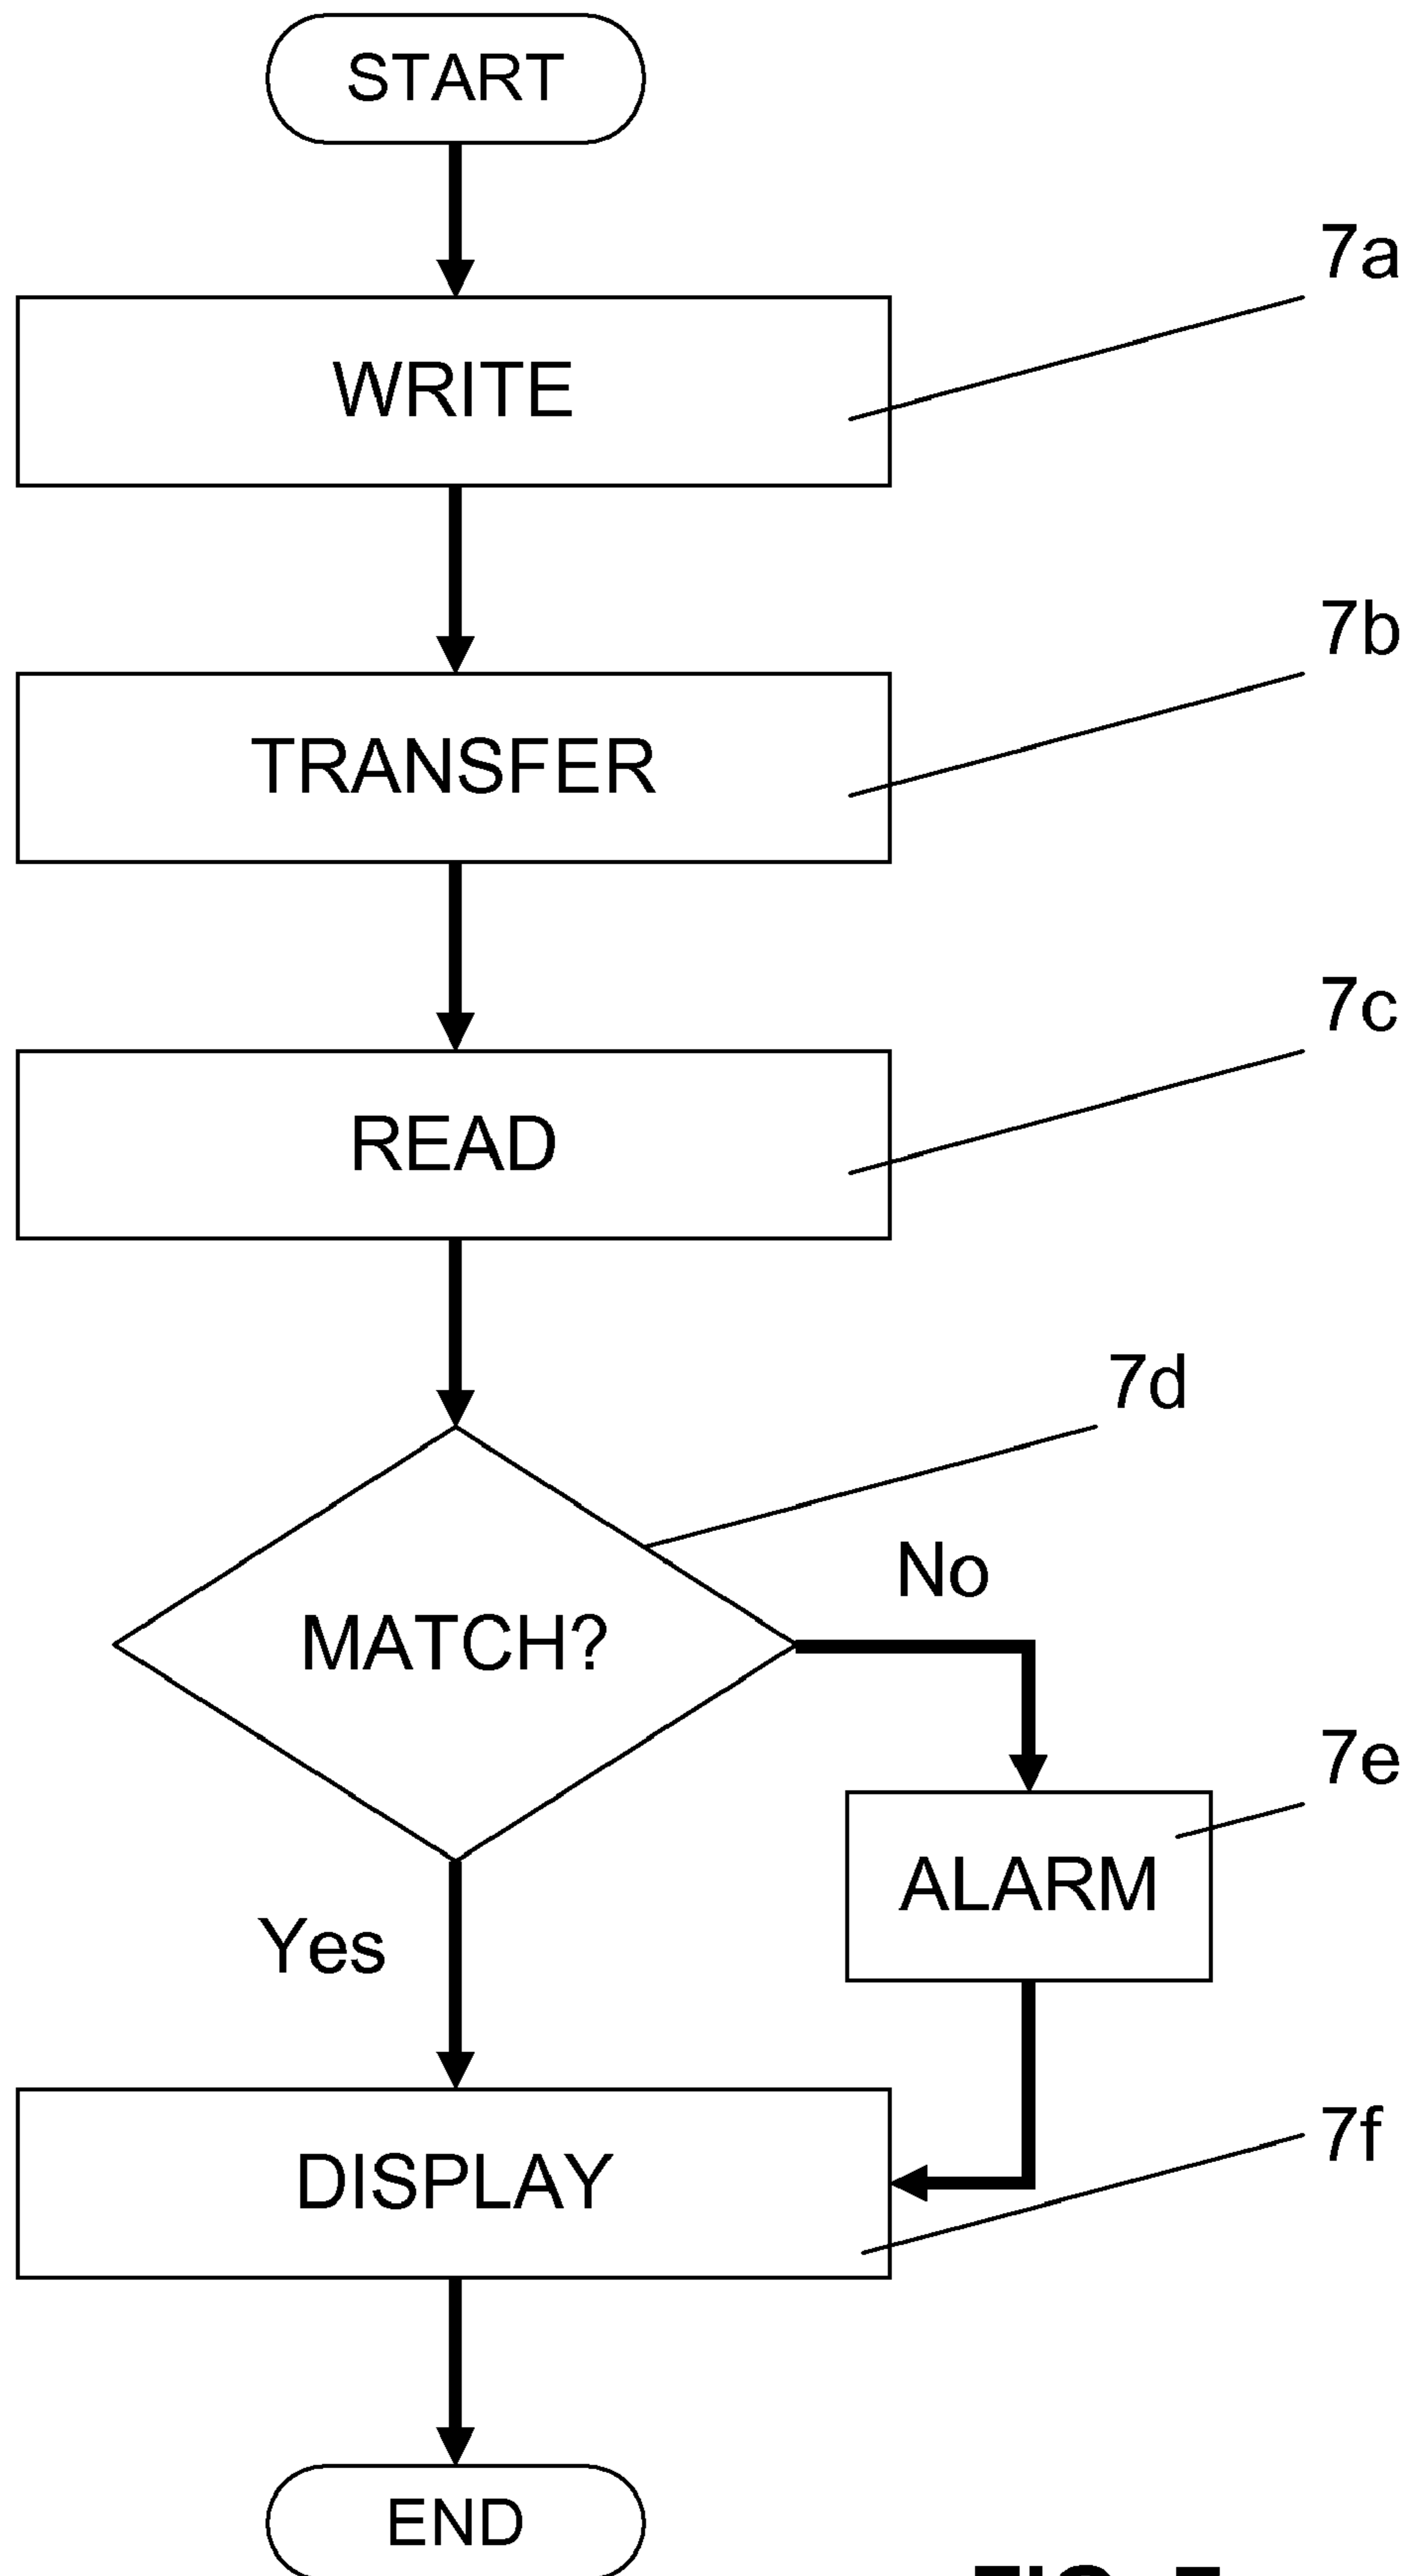 START
7a
WRITE
7b
TRANSFER
7c
READ
7d
No
MATCH?
7e
ALARM
Yes
7f
DISPLAY
END